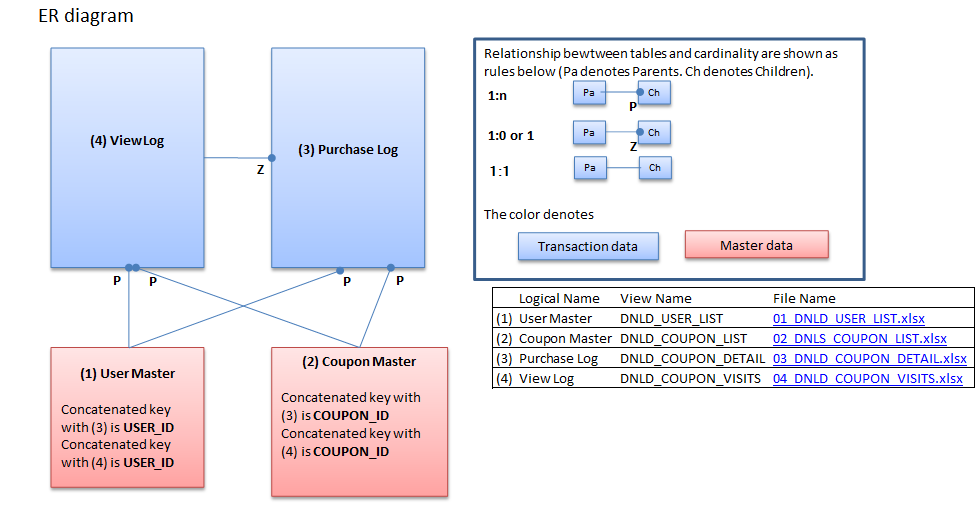 ER diagram
(4) View Log
(3) Purchase Log
Z
P
P
P
P
(1) User Master
Concatenated key
with (3) is USER_ID
Concatenated key
with (4) is USER_ID
(2) Coupon Master
Concatenated key with
(3) is COUPON_ID
Concatenated key with
(4) is COUPON_ID
Relationship bewtween tables and cardinality are shown as
rules below (Pa denotes Parents. Ch denotes Children).
1:n Pa Ch
P
1:0 or 1 Pa Ch
Z
1:1 Pa Ch
The color denotes
Transaction data Master data
Logical Name View Name File Name
(1) User Master DNLD_USER_LIST 01_DNLD_USER_LIST.xlsx
(2) Coupon Master DNLD_COUPON_LIST 02_DNLS_COUPON_LIST.xlsx
(3) Purchase Log DNLD_COUPON_DETAIL 03_DNLD_COUPON_DETAIL.xlsx
(4) View Log DNLD_COUPON_VISITS 04_DNLD_COUPON_VISITS.xlsx